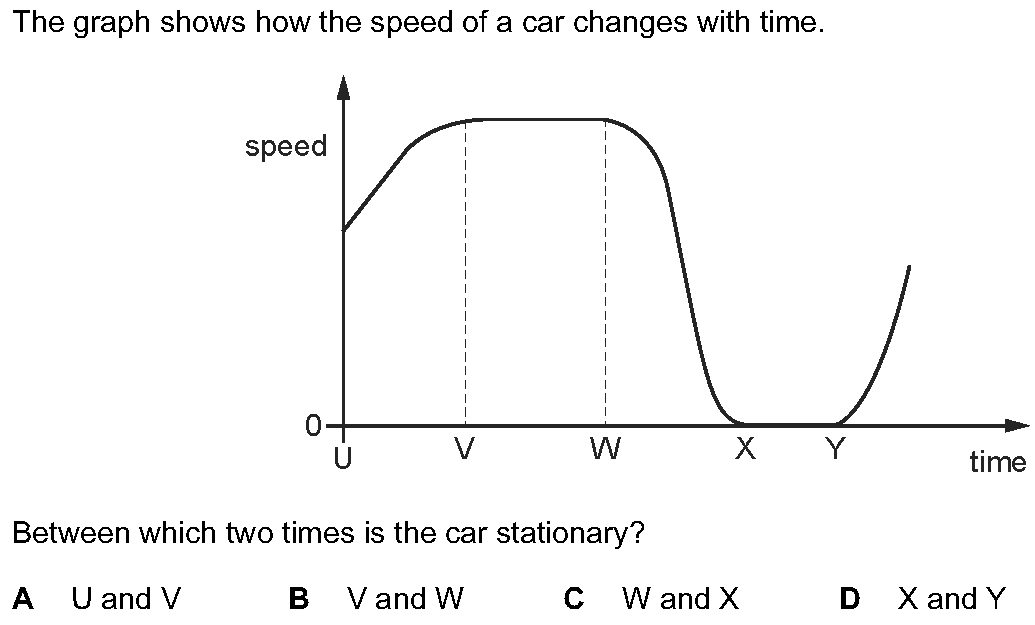 The graph shows how the speed of a car changes with time.
speed
0
U
V
W
X
Y
time
Between which two times is the car stationary?
A U and V B V and W C W and X D X and Y